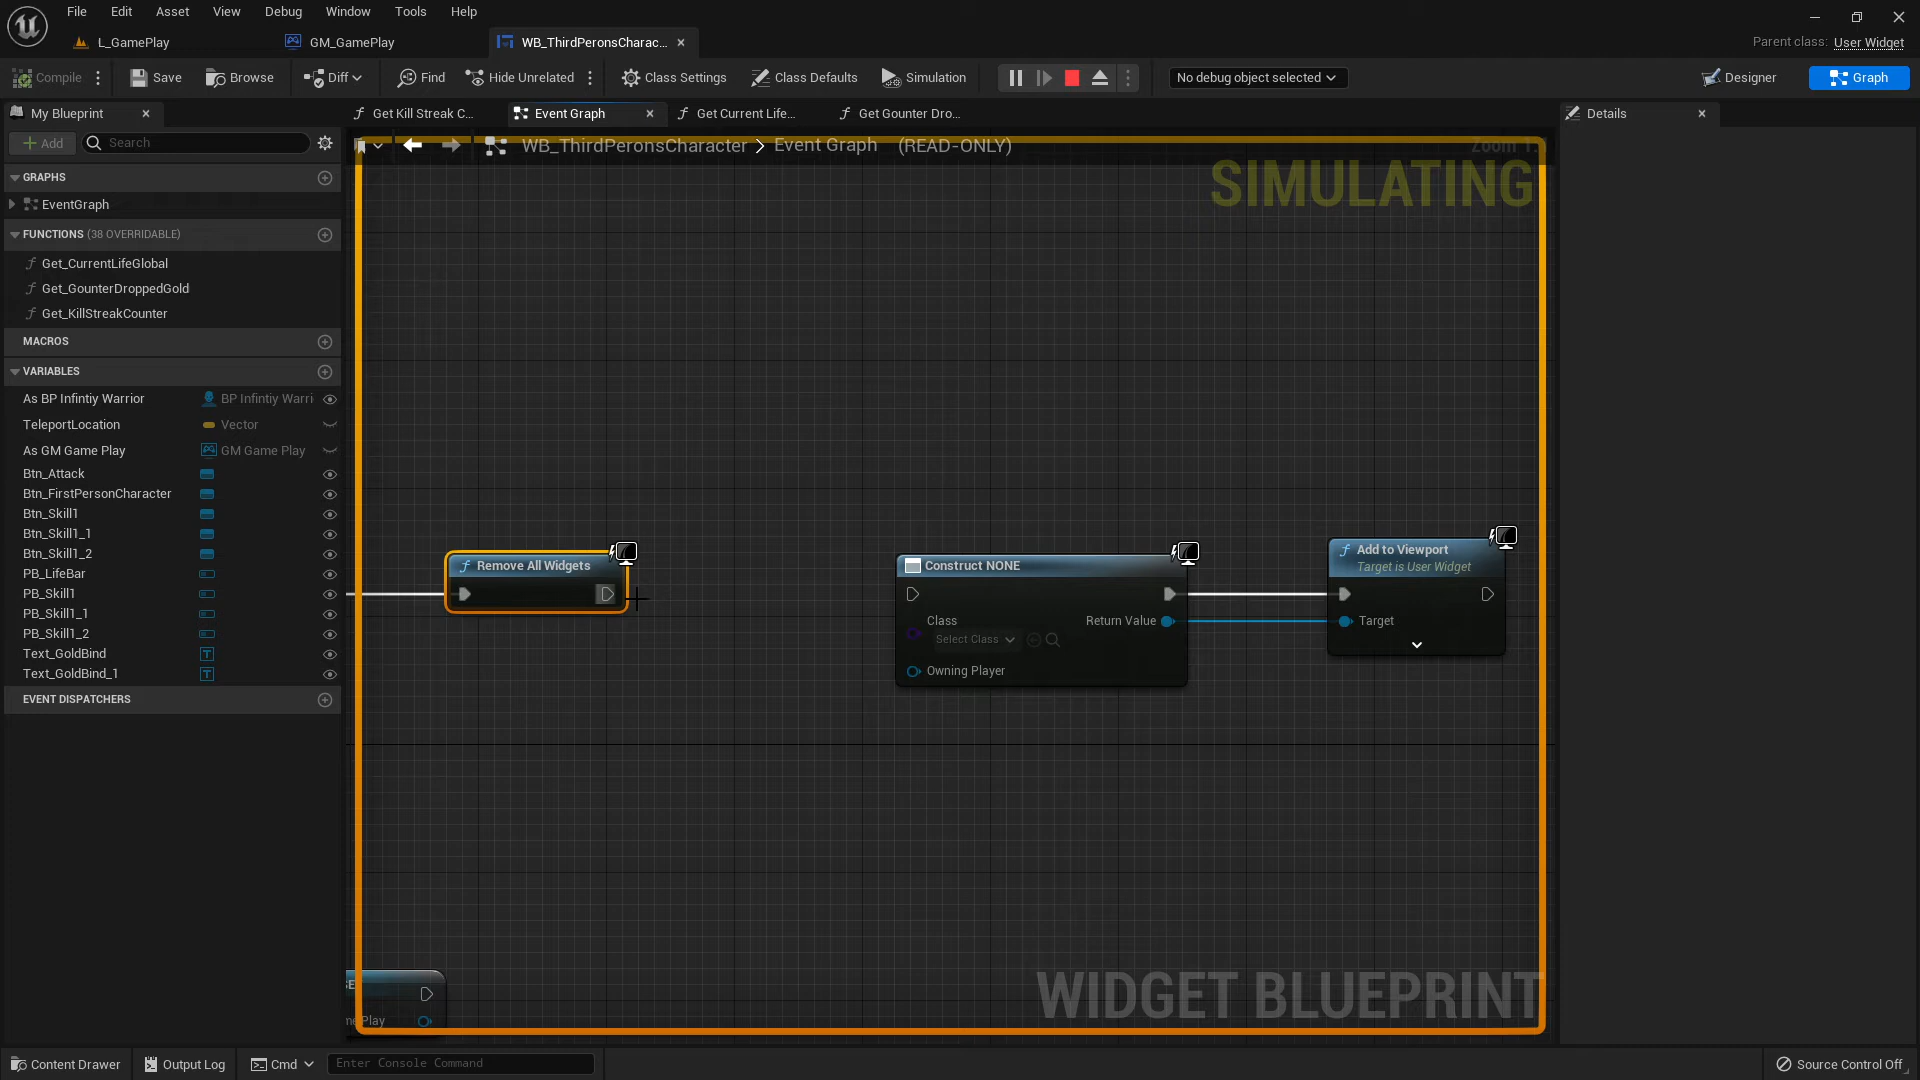 File Edit Asset View Debug Window Tools Help
L_GamePlay GM_GamePlay WB_ThirdPeronsCharac... Parent class: User Widget
Compile Save Browse Diff Find Hide Unrelated Class Settings Class Defaults Simulation No debug object selected Designer Graph
My Blueprint Get Kill Streak C... Event Graph Get Current Life... Get Gounter Dro... Details
Add Search
WB_ThirdPeronsCharacter > Event Graph (READ-ONLY)
SIMULATING
GRAPHS
EventGraph
FUNCTIONS (38 OVERRIDABLE)
Get_CurrentLifeGlobal
Get_GounterDroppedGold
Get_KillStreakCounter
MACROS
VARIABLES
As BP Infintiy Warrior BP Infintiy Warri
TeleportLocation Vector
As GM Game Play GM Game Play
Btn_Attack
Btn_FirstPersonCharacter
Btn_Skill1
Btn_Skill1_1
Btn_Skill1_2
PB_LifeBar
PB_Skill1
PB_Skill1_1
PB_Skill1_2
Text_GoldBind
Text_GoldBind_1
EVENT DISPATCHERS
Remove All Widgets
Construct NONE
Class
Select Class
Return Value
Owning Player
Add to Viewport
Target is User Widget
Target
WIDGET BLUEPRINT
Content Drawer Output Log Cmd Enter Console Command Source Control Off